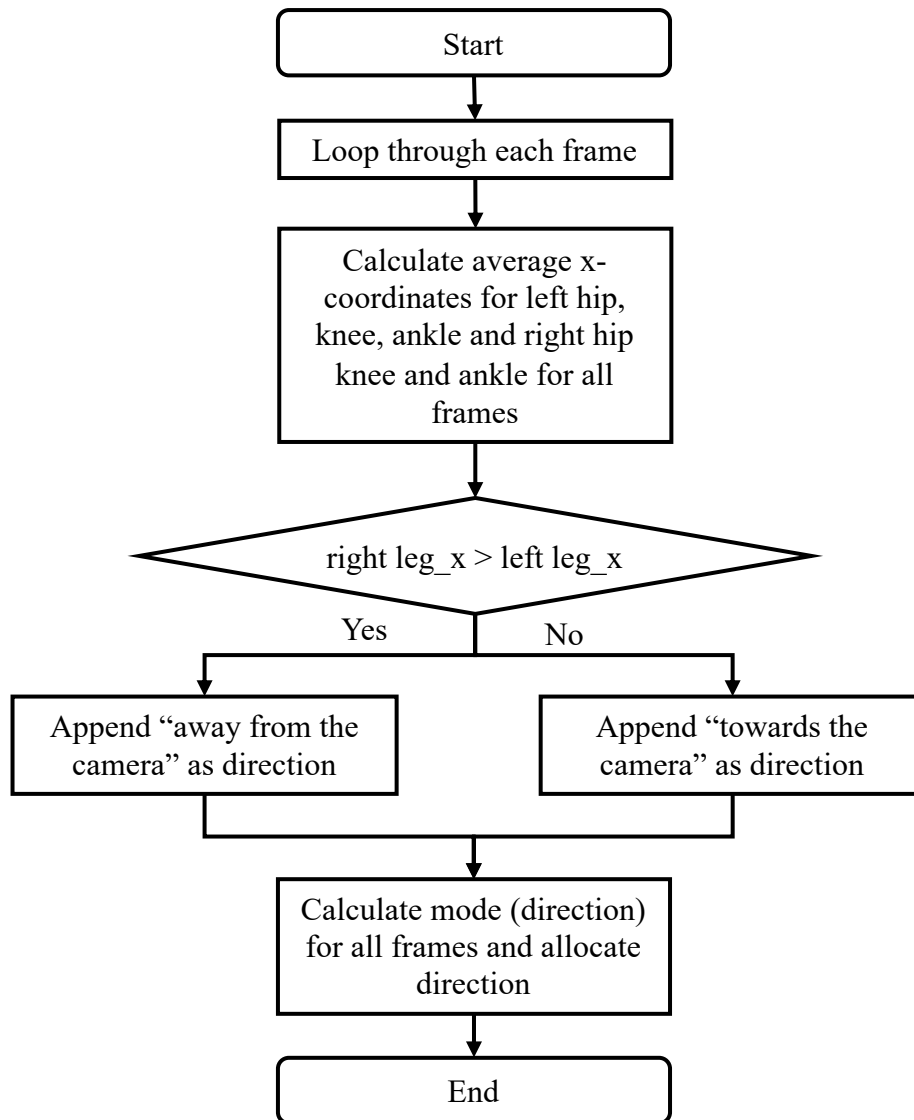 Start
Loop through each frame
Calculate average x-
coordinates for left hip,
knee, ankle and right hip
knee and ankle for all
frames
right leg_x > left leg_x
Yes
No
Append “away from the
camera” as direction
Append “towards the
camera” as direction
Calculate mode (direction)
for all frames and allocate
direction
End